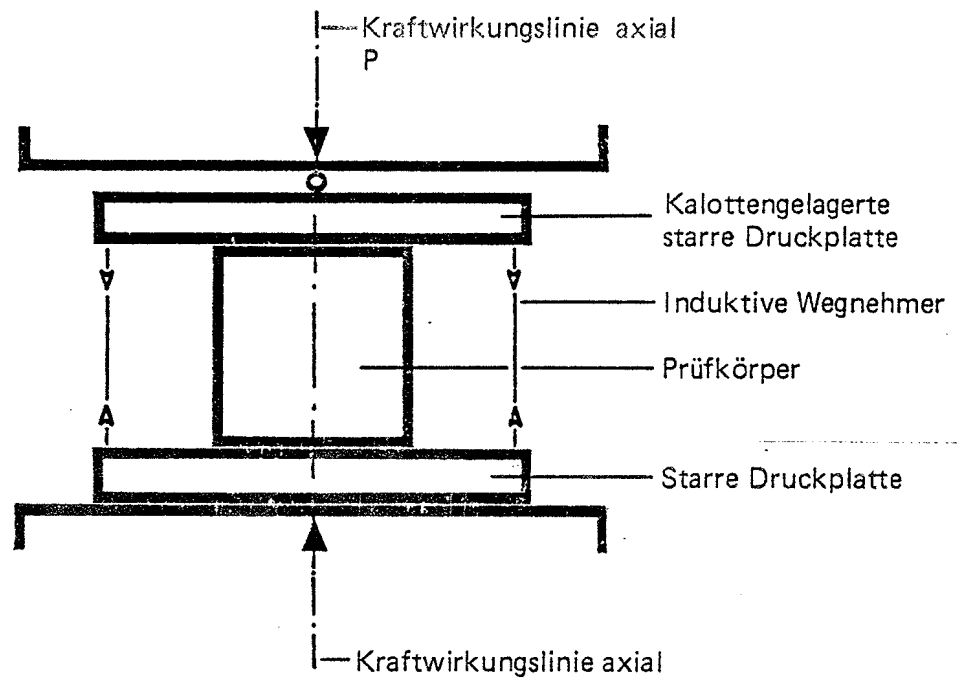 Kraftwirkungslinie axial
P
Kalottengelagerte
starre Druckplatte
Induktive Wegnehmer
Prüfkörper
Starre Druckplatte
Kraftwirkungslinie axial